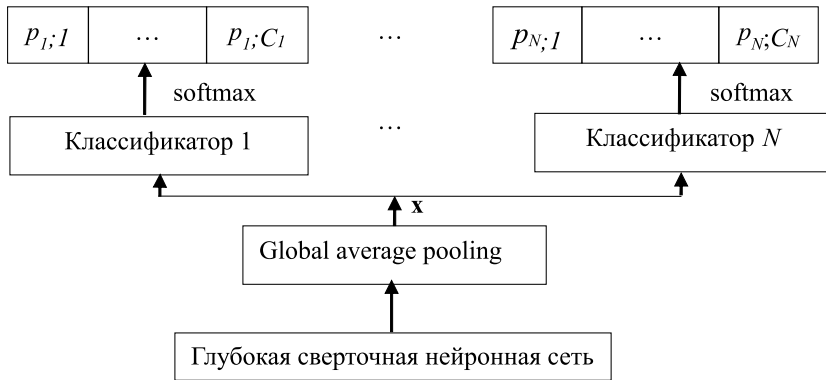 p1;1 … p1;C1 … pN;1 … pN;CN
softmax softmax
Классификатор 1 … Классификатор N
x
Global average pooling
Глубокая сверточная нейронная сеть